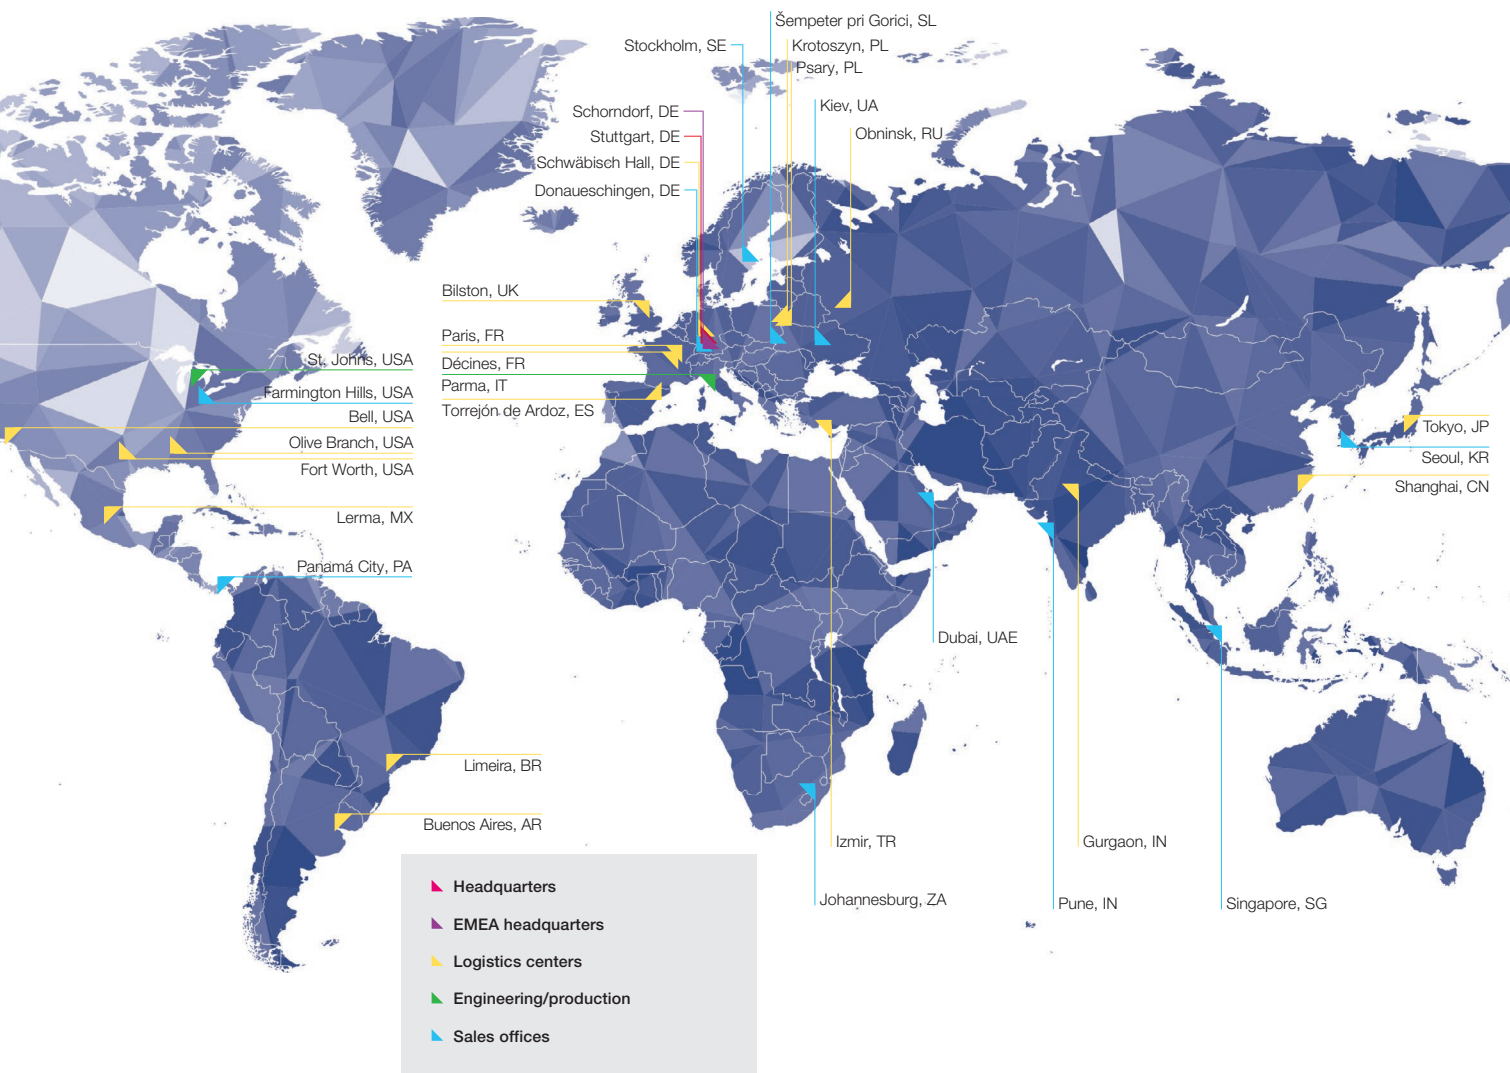 Šempeter pri Gorici, SL
Stockholm, SE
Krotoszyn, PL
Psary, PL
Schorndorf, DE
Kiev, UA
Stuttgart, DE
Obninsk, RU
Schwäbisch Hall, DE
Donaueschingen, DE
Bilston, UK
Paris, FR
Décines, FR
Parma, IT
Torrejón de Ardoz, ES
St. Johns, USA
Farmington Hills, USA
Bell, USA
Olive Branch, USA
Fort Worth, USA
Lerma, MX
Panamá City, PA
Tokyo, JP
Seoul, KR
Shanghai, CN
Dubai, UAE
Limeira, BR
Buenos Aires, AR
Izmir, TR
Gurgaon, IN
Johannesburg, ZA
Pune, IN
Singapore, SG
Headquarters
EMEA headquarters
Logistics centers
Engineering/production
Sales offices